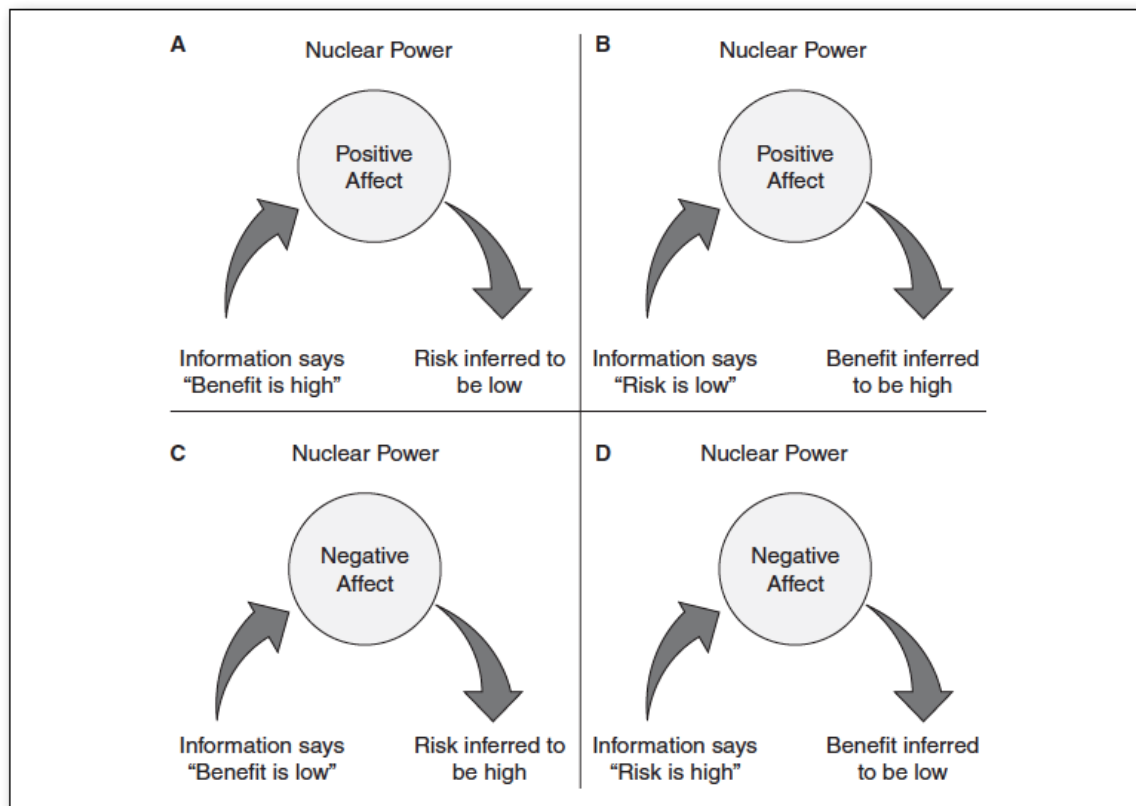 A
Nuclear Power
Positive
Affect
Information says
“Benefit is high”
Risk inferred to
be low
B
Nuclear Power
Positive
Affect
Information says
“Risk is low”
Benefit inferred
to be high
C
Nuclear Power
Negative
Affect
Information says
“Benefit is low”
Risk inferred to
be high
D
Nuclear Power
Negative
Affect
Information says
“Risk is high”
Benefit inferred
to be low